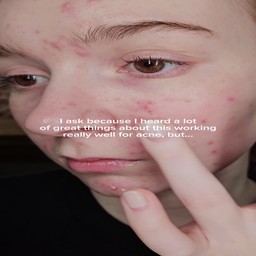 I ask because I heard a lot
of great things about this working
really well for acne, but...